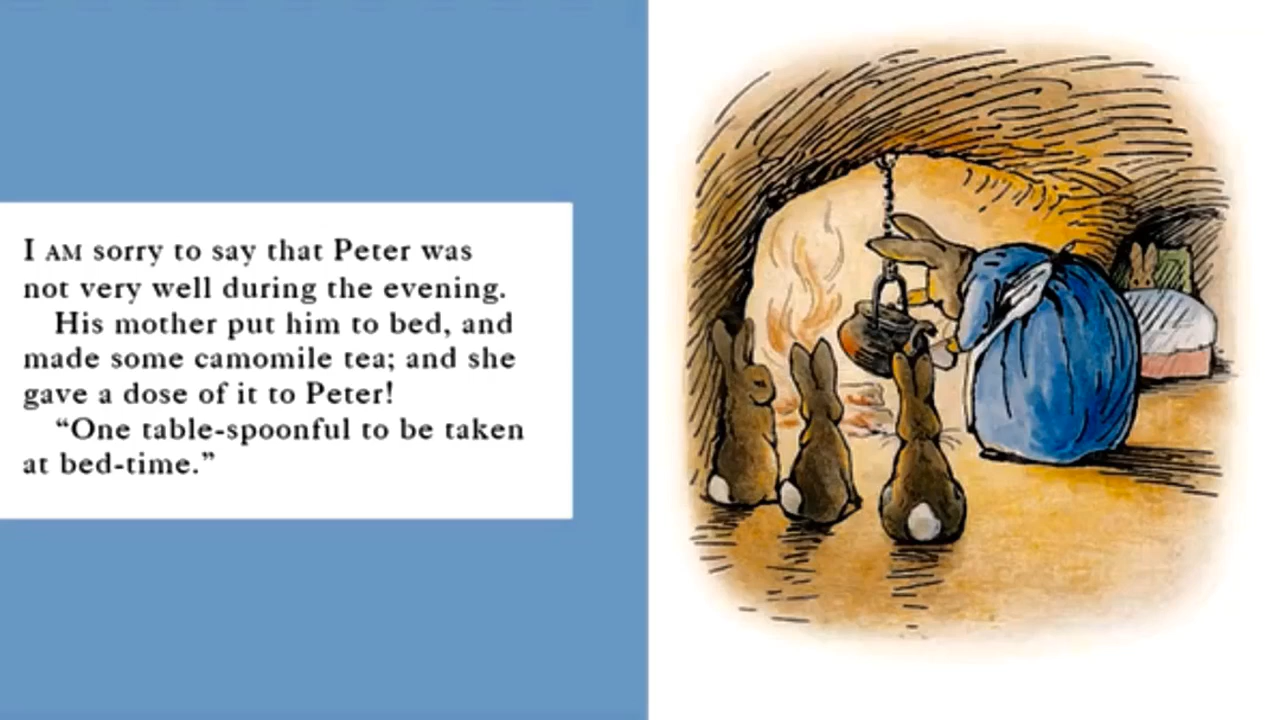 I AM sorry to say that Peter was
not very well during the evening.
His mother put him to bed, and
made some camomile tea; and she
gave a dose of it to Peter!
“One table-spoonful to be taken
at bed-time.”